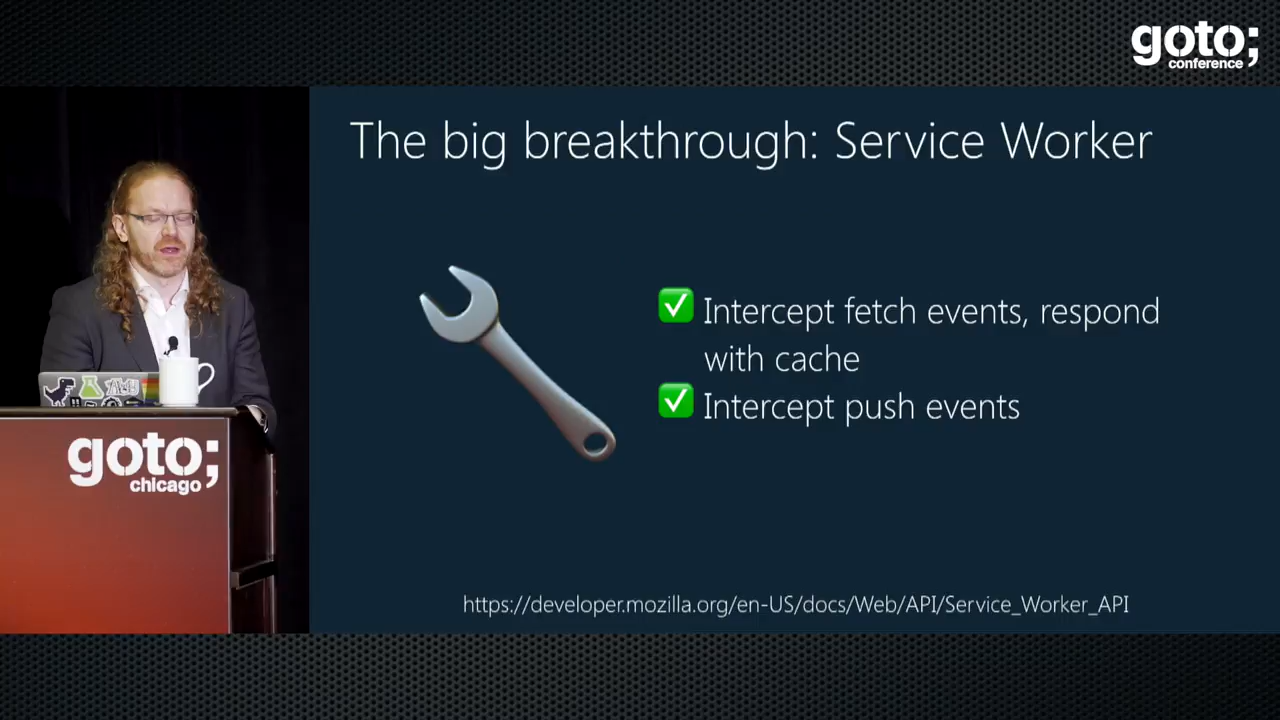 goto;
conference
The big breakthrough: Service Worker
Intercept fetch events, respond
with cache
Intercept push events
goto;
chicago
https://developer.mozilla.org/en-US/docs/Web/API/Service_Worker_API